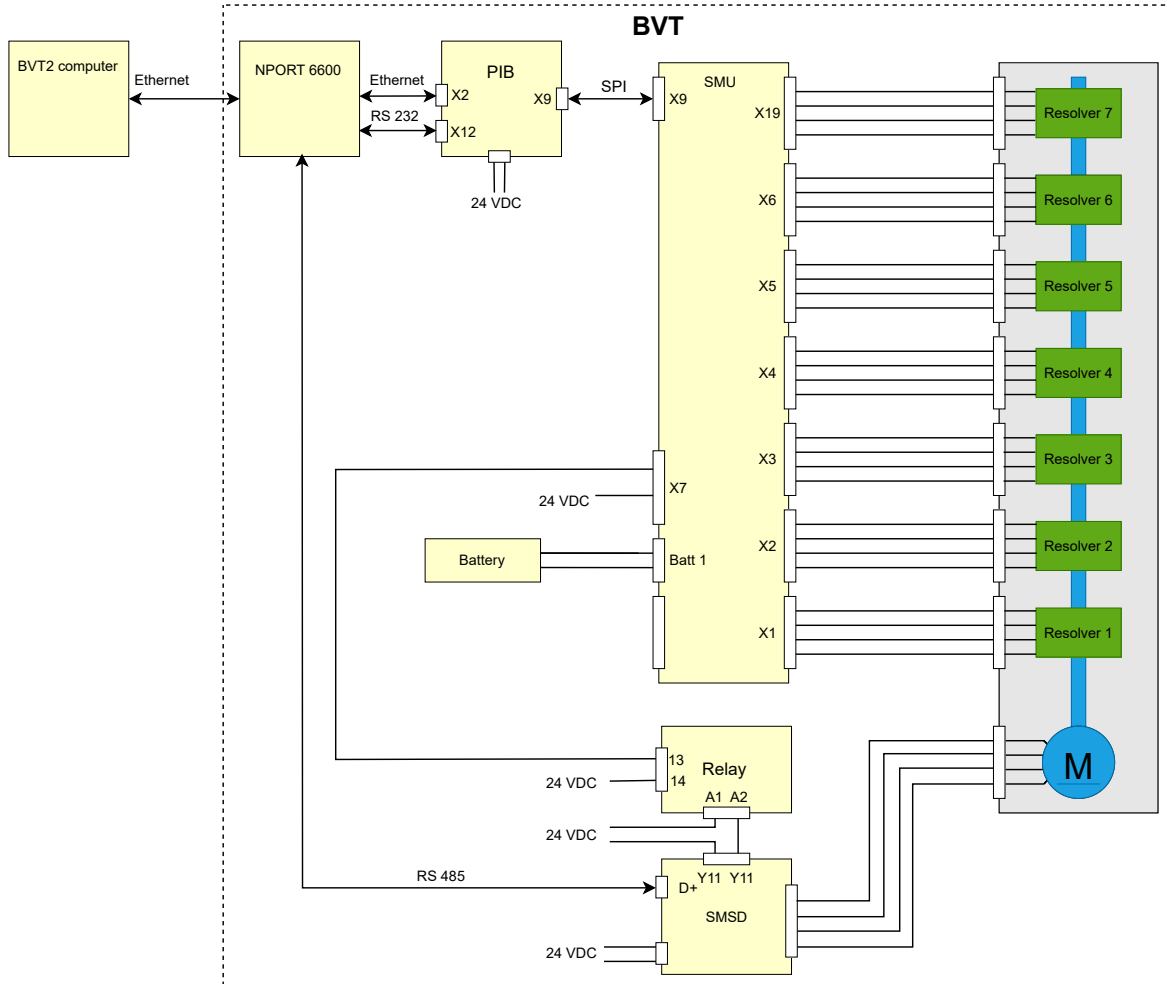 BVT
BVT2 computer
Ethernet
NPORT 6600
Ethernet
RS 232
PIB
X2
X12
X9
24 VDC
SPI
SMU
X9
X19
X6
X5
X4
X3
X2
X1
X7
24 VDC
Battery
Batt 1
Resolver 7
Resolver 6
Resolver 5
Resolver 4
Resolver 3
Resolver 2
Resolver 1
M
Relay
13
14
24 VDC
A1 A2
24 VDC
Y11 Y11
RS 485
D+
SMSD
24 VDC